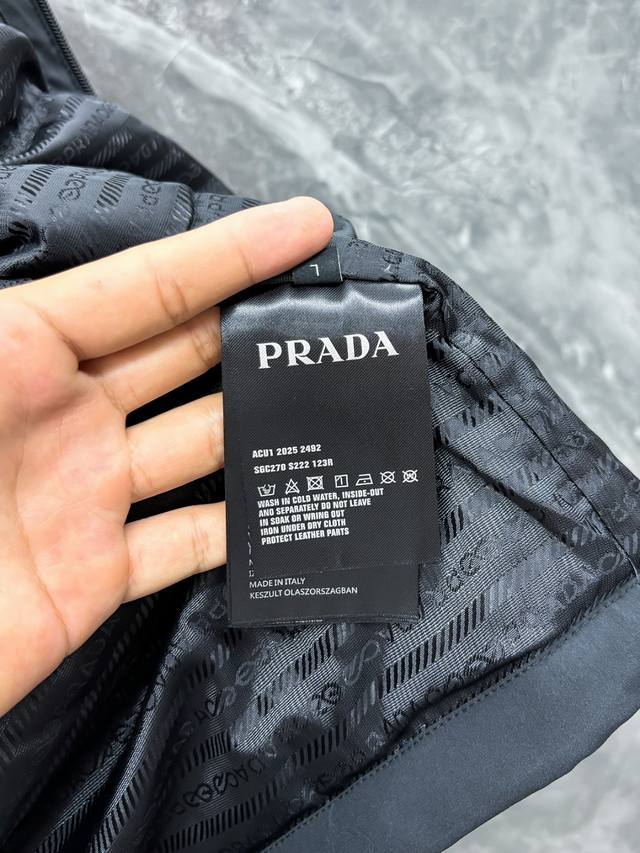 L
PRADA
ACU1 2025 2492
SGC270 S222 123R
WASH IN COLD WATER, INSIDE-OUT
AND SEPARATELY DO NOT LEAVE
IN SOAK OR WRING OUT
IRON UNDER DRY CLOTH
PROTECT LEATHER PARTS
MADE IN ITALY
KESZULT OLASZORSZAGBAN